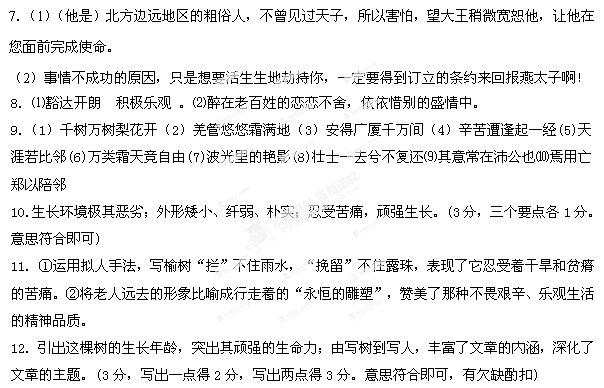 7.（1）(他是）北方边远地区的粗俗人，不曾见过天子，所以害怕，望大王稍微宽恕他，让他在
您面前完成使命。
（2）事情不成功的原因，只是想要活生生地劫持你，一定要得到订立的条约来回报燕太子啊！
8. ⑴豁达开朗　积极乐观 。⑵醉在老百姓的恋恋不舍，依依惜别的盛情中。
9.（1）千树万树梨花开（2）羌管悠悠霜满地（3）安得广厦千万间（4）辛苦遭逢起一经(5)天
涯若比邻(6)万类霜天竞自由(7)波光里的艳影(8)壮士一去兮不复还⑼其意常在沛公也⑽焉用亡
郑以陪邻
10.生长环境极其恶劣；外形矮小、纤弱、朴实；忍受苦痛，顽强生长。(3分，三个要点各1分。
意思符合即可)
11. ①运用拟人手法，写榆树“拦”不住雨水，“挽留”不住露珠，表现了它忍受着干旱和贫瘠
的苦痛。②将老人远去的形象比喻成行走着的“永恒的雕塑”，赞美了那种不畏艰辛、乐观生活
的精神品质。
12. 引出这棵树的生长年龄，突出其顽强的生命力；由写树到写人，丰富了文章的内涵，深化了
文章的主题。(3分，写出一点得2分，写出两点得3分。意思符合即可，有欠缺酌扣)